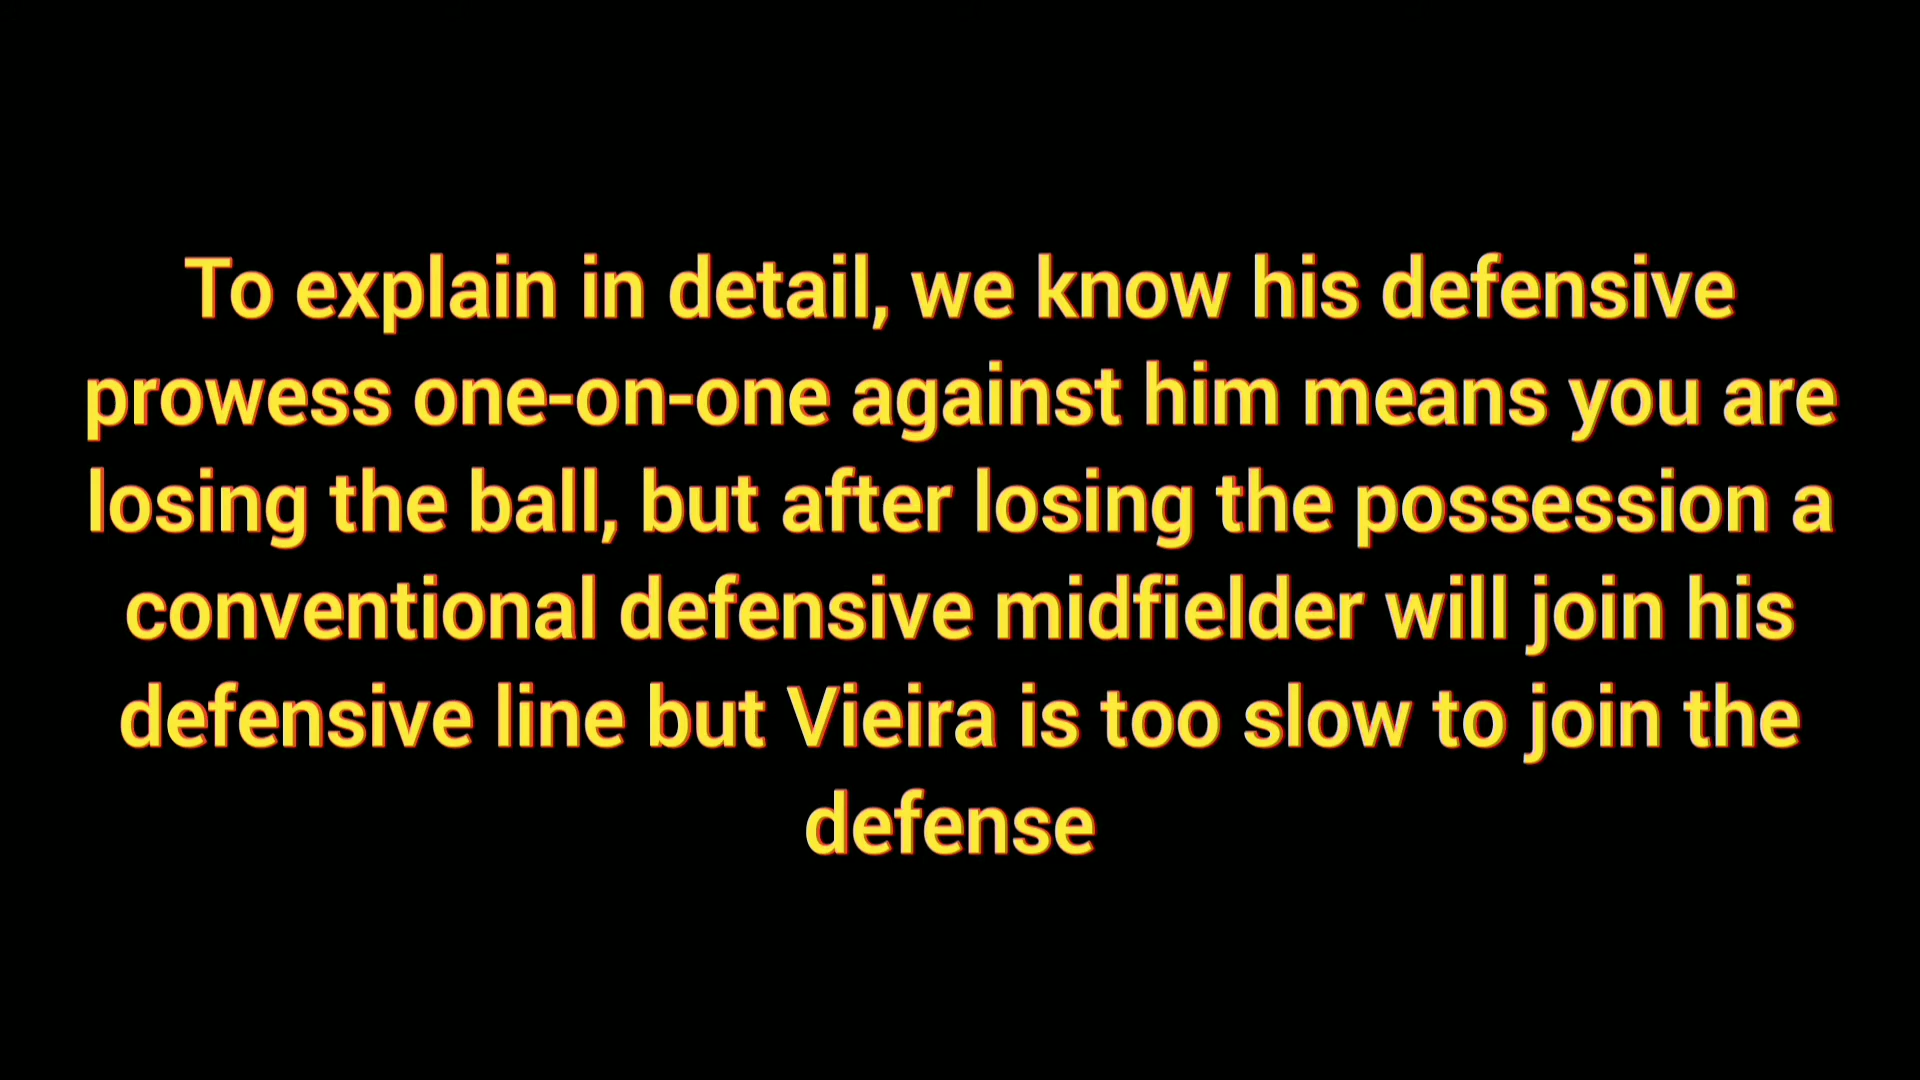 To explain in detail, we know his defensive
prowess one-on-one against him means you are
losing the ball, but after losing the possession a
conventional defensive midfielder will join his
defensive line but Vieira is too slow to join the
defense